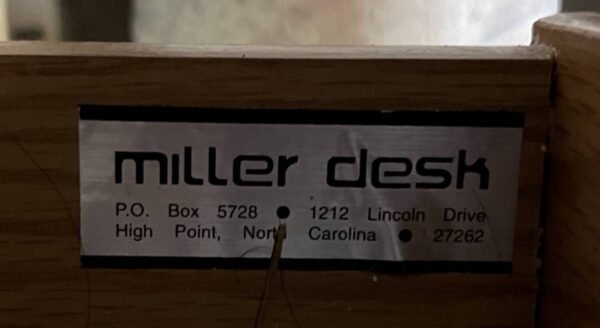 miller desk
P.O. Box 5728 ● 1212 Lincoln Drive
High Point, North Carolina ● 27262